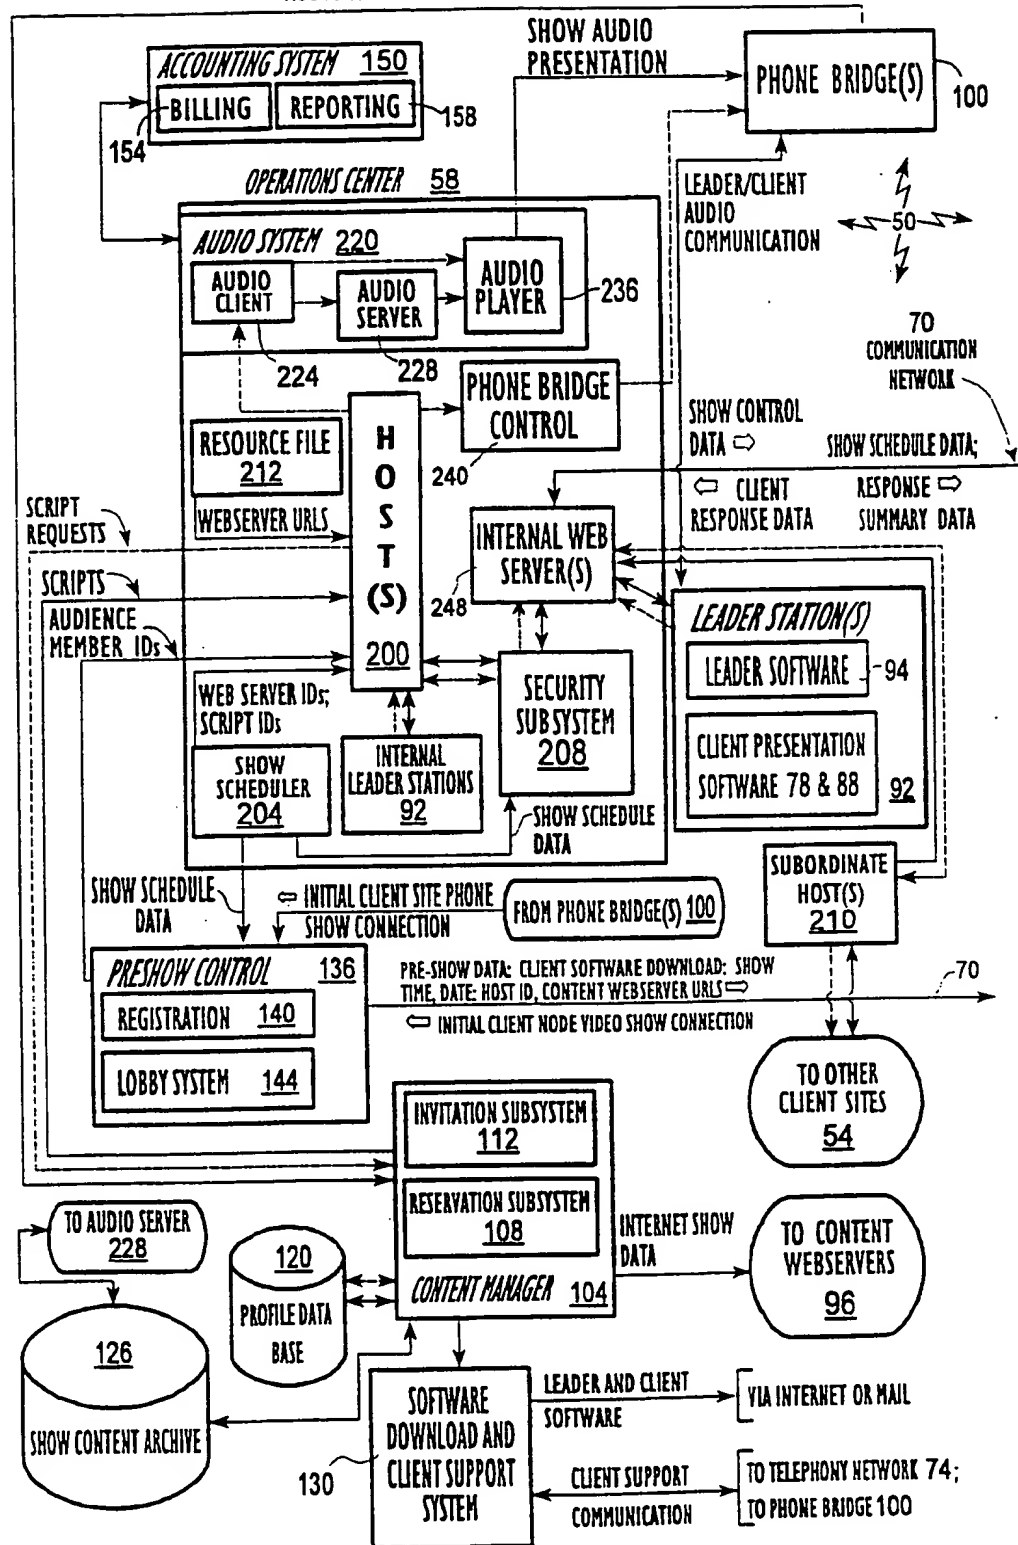 SHOW AUDIO
PRESENTATION
PHONE BRIDGE(S)
100
ACCOUNTING SYSTEM 150
BILLING
REPORTING
154
158
OPERATIONS CENTER 58
LEADER/CLIENT
AUDIO
COMMUNICATION
50
AUDIO SYSTEM 220
AUDIO
CLIENT
AUDIO
SERVER
AUDIO
PLAYER
236
224
228
70
COMMUNICATION
NETWORK
PHONE BRIDGE
CONTROL
240
HOST(S)
200
RESOURCE FILE
212
WEBSERVER URLS
SHOW CONTROL
DATA ⇨
SHOW SCHEDULE DATA;
⇦ CLIENT
RESPONSE DATA
RESPONSE ⇨
SUMMARY DATA
SCRIPT
REQUESTS
SCRIPTS
AUDIENCE
MEMBER IDs
INTERNAL WEB
SERVER(S)
248
LEADER STATION(S)
LEADER SOFTWARE
94
CLIENT PRESENTATION
SOFTWARE 78 & 88
92
WEB SERVER IDs;
SCRIPT IDs
SECURITY
SUBSYSTEM
208
SHOW
SCHEDULER
204
INTERNAL
LEADER STATIONS
92
SHOW SCHEDULE
DATA
SUBORDINATE
HOST(S)
210
SHOW SCHEDULE
DATA
⇦ INITIAL CLIENT SITE PHONE
SHOW CONNECTION
FROM PHONE BRIDGE(S) 100
PRESHOW CONTROL 136
REGISTRATION 140
LOBBY SYSTEM 144
PRE-SHOW DATA: CLIENT SOFTWARE DOWNLOAD: SHOW
TIME, DATE: HOST ID, CONTENT WEBSERVER URLS ⇨
70
⇦ INITIAL CLIENT NODE VIDEO SHOW CONNECTION
TO OTHER
CLIENT SITES
54
INVITATION SUBSYSTEM
112
RESERVATION SUBSYSTEM
108
CONTENT MANAGER 104
INTERNET SHOW
DATA
TO CONTENT
WEBSERVERS
96
TO AUDIO SERVER
228
120
PROFILE DATA
BASE
126
SHOW CONTENT ARCHIVE
SOFTWARE
DOWNLOAD AND
CLIENT SUPPORT
SYSTEM
130
LEADER AND CLIENT
SOFTWARE
VIA INTERNET OR MAIL
CLIENT SUPPORT
COMMUNICATION
TO TELEPHONY NETWORK 74;
TO PHONE BRIDGE 100